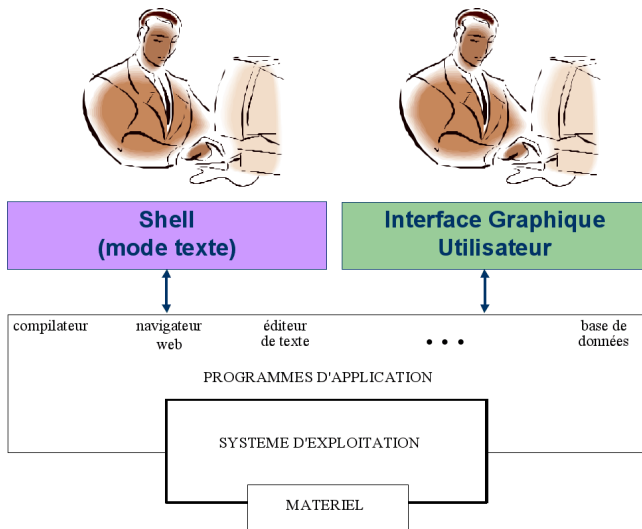 Shell
(mode texte)
Interface Graphique
Utilisateur
compilateur
navigateur
web
éditeur
de texte
• • •
base de
données
PROGRAMMES D'APPLICATION
SYSTEME D'EXPLOITATION
MATERIEL